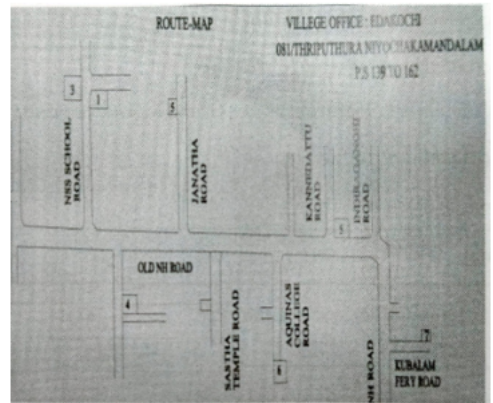 ROUTE-MAP
VILLEGE OFFICE : EDAKOCHI
081/THRIPUTHURA NIYOCHAKAMANDALAM
P.S 139 TO 162
3
1
5
NSS SCHOOL
ROAD
JANATHA
ROAD
KANNEDATTU
ROAD
INDIRAGANDHI
ROAD
5
OLD NH ROAD
4
SASTHA
TEMPLE ROAD
AQUINAS
COLLEGE
ROAD
6
NH ROAD
7
KUBALAM
FERY ROAD